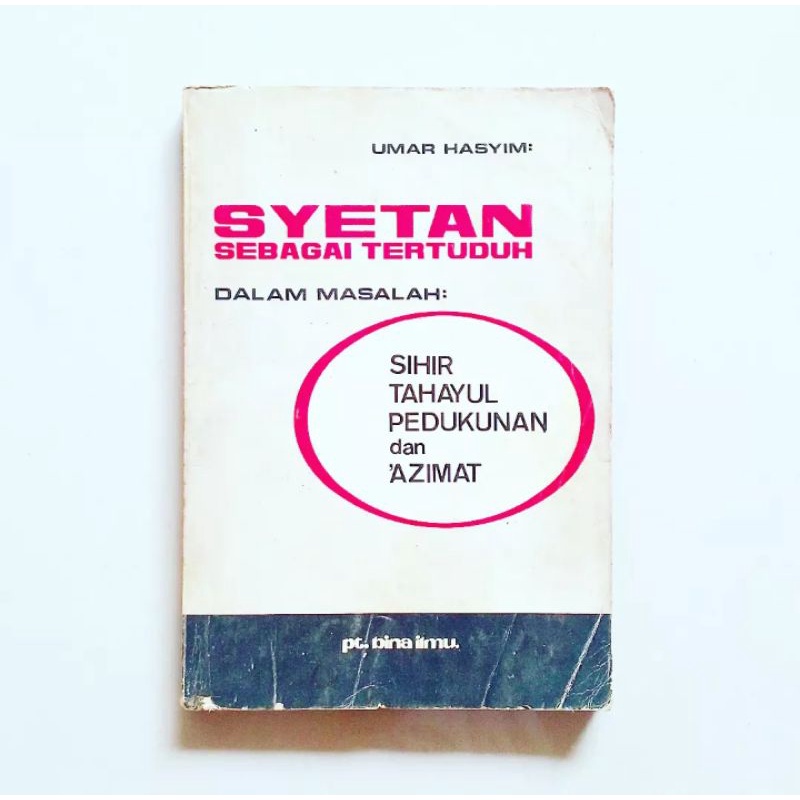 UMAR HASYIM:
SYETAN
SEBAGAI TERTUDUH
DALAM MASALAH:
SIHIR
TAHAYUL
PEDUKUNAN
dan
'AZIMAT
pt. bina ilmu.